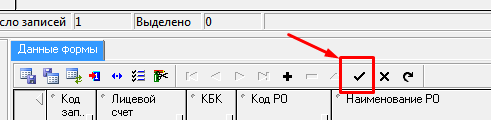 сло записей 1 Выделено 0
Данные формы
Код зап.. Лицевой счет КБК Код РО Наименование РО